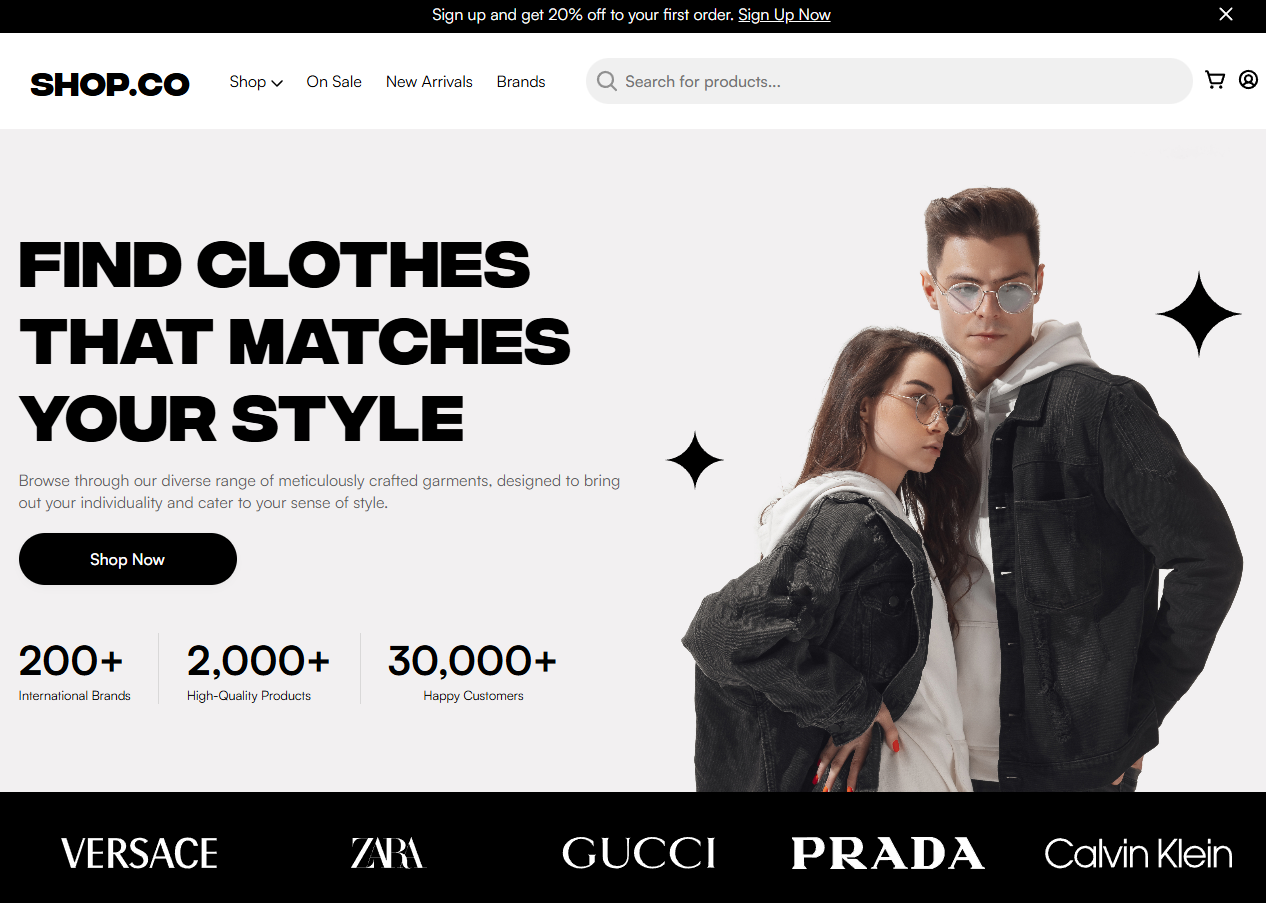 Sign up and get 20% off to your first order. Sign Up Now
SHOP.CO
Shop
On Sale
New Arrivals
Brands
Search for products...
FIND CLOTHES
THAT MATCHES
YOUR STYLE
Browse through our diverse range of meticulously crafted garments, designed to bring
out your individuality and cater to your sense of style.
Shop Now
200+
International Brands
2,000+
High-Quality Products
30,000+
Happy Customers
VERSACE
ZARA
GUCCI
PRADA
Calvin Klein